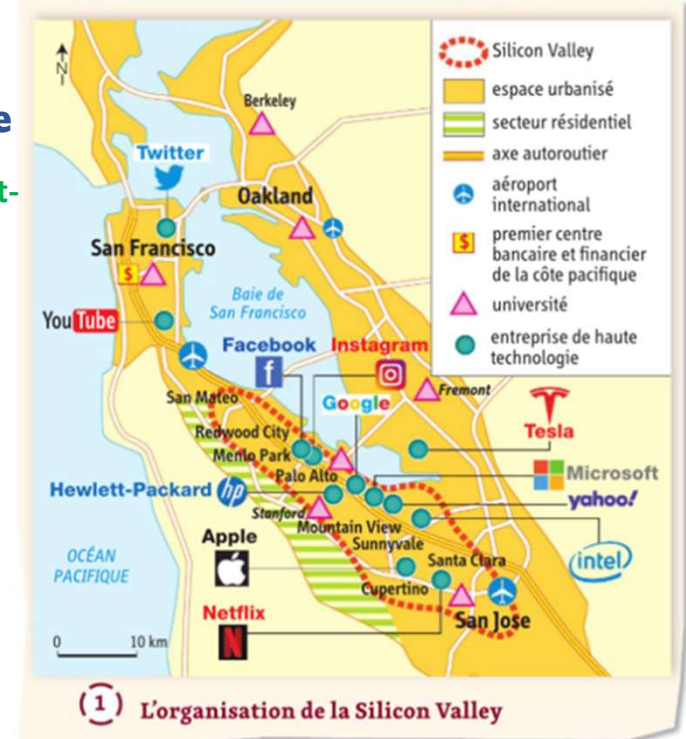 e
t-
N
Silicon Valley
espace urbanisé
secteur résidentiel
axe autoroutier
aéroport
international
$
premier centre
bancaire et financier
de la côte pacifique
université
entreprise de haute
technologie
Berkeley
Twitter
Oakland
San Francisco
$
Baie de
San Francisco
YouTube
Facebook
f
Instagram
Google
San Mateo
Fremont
Tesla
Redwood City
Menlo Park
Palo Alto
Microsoft
Hewlett-Packard hp
yahoo!
Stanford
Mountain View
Sunnyvale
Apple
Santa Clara
intel
OCÉAN
PACIFIQUE
Cupertino
Netflix
N
San Jose
0 10 km
1 L'organisation de la Silicon Valley